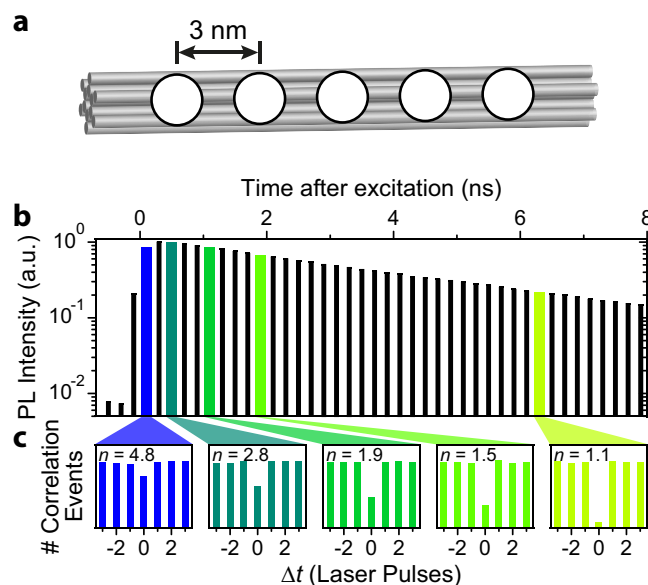 a
3 nm
Time after excitation (ns)
0 2 4 6 8
b
PL Intensity (a.u.)
10⁰
10⁻¹
10⁻²
c
# Correlation
Events
n = 4.8 n = 2.8 n = 1.9 n = 1.5 n = 1.1
-2 0 2 -2 0 2 -2 0 2 -2 0 2 -2 0 2
Δt (Laser Pulses)